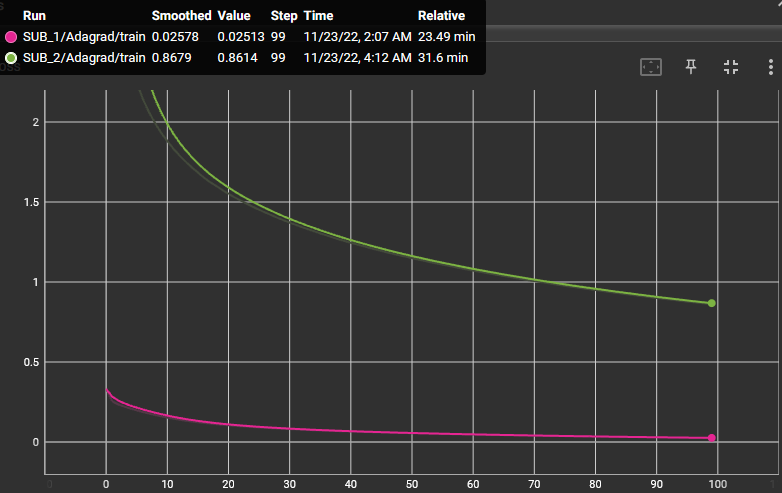 Run Smoothed Value Step Time Relative
SUB_1/Adagrad/train 0.02578 0.02513 99 11/23/22, 2:07 AM 23.49 min
SUB_2/Adagrad/train 0.8679 0.8614 99 11/23/22, 4:12 AM 31.6 min
2
1.5
1
0.5
0
0 10 20 30 40 50 60 70 80 90 100